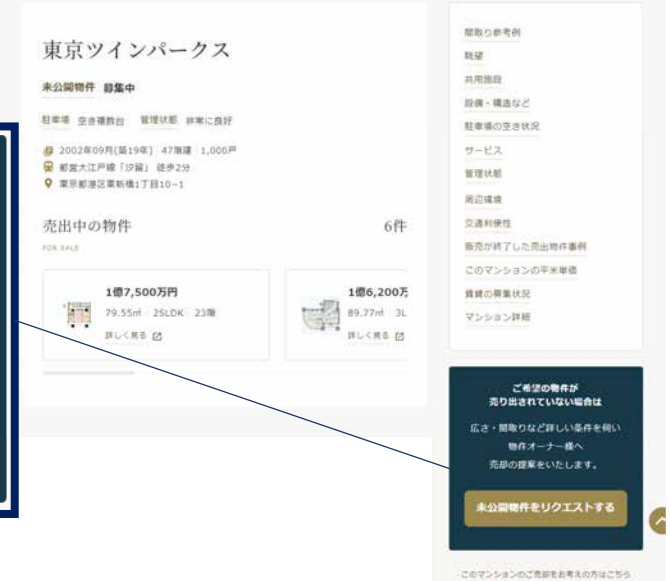 東京ツインパークス
未公開物件 募集中
駐車場 空き複数台 管理状態 非常に良好
2002年09月(築19年) 47階建 1,000戸
都営大江戸線「汐留」 徒歩2分
東京都港区東新橋1丁目10−1
売出中の物件 6件
FOR SALE
1億7,500万円
79.55㎡ 2SLDK 23階
詳しく見る
1億6,200万
89.77㎡ 3L
詳しく見る
間取り参考例
眺望
共用施設
設備・構造など
駐車場の空き状況
サービス
管理状態
周辺環境
交通利便性
販売が終了した売出物件事例
このマンションの平米単価
賃貸の募集状況
マンション詳細
ご希望の物件が
売り出されていない場合は
広さ・間取りなど詳しい条件を伺い
物件オーナー様へ
売却の提案をいたします。
未公開物件をリクエストする
このマンションのご売却をお考えの方はこちら